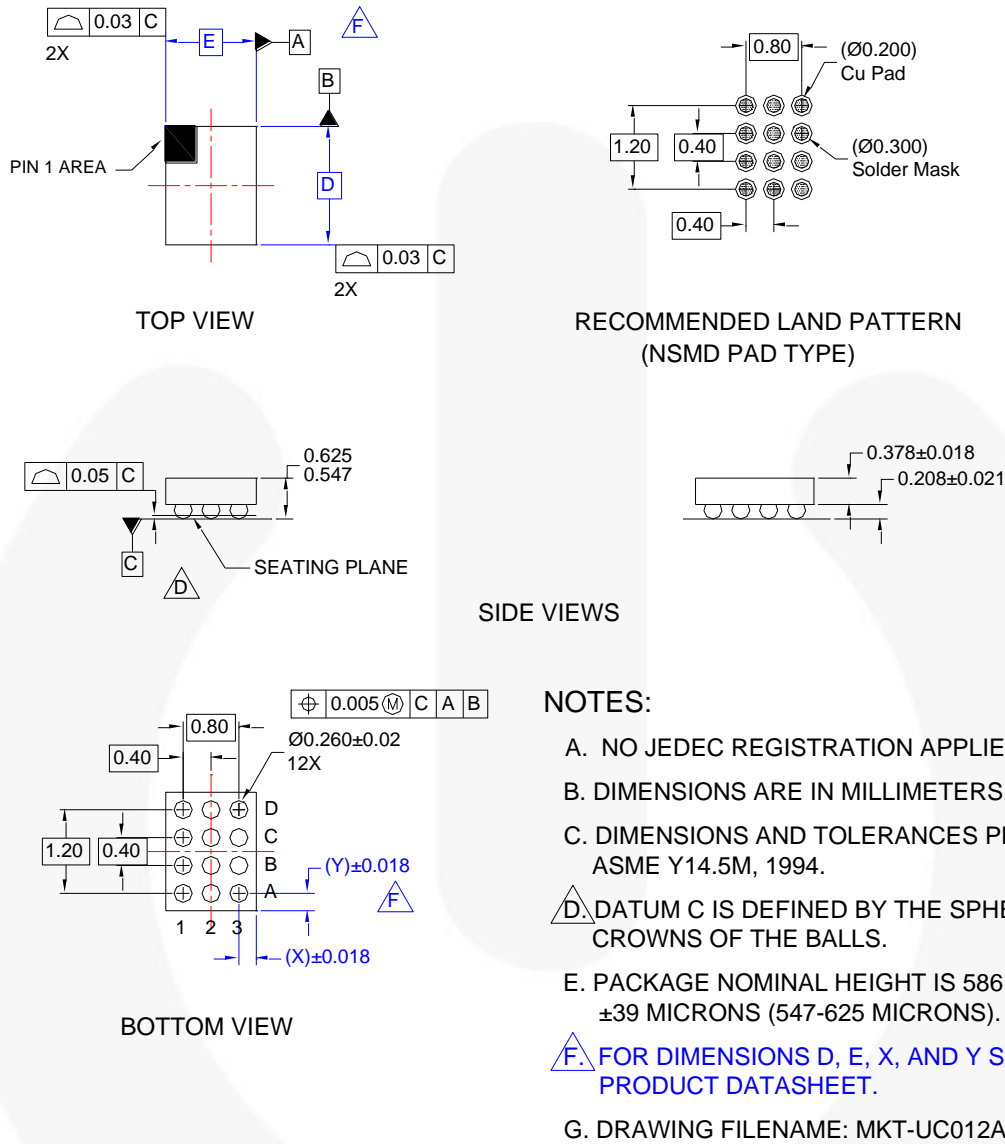 0.03 C
2X
E
A
F
B
PIN 1 AREA
D
0.03 C
2X
TOP VIEW
0.80
(Ø0.200)
Cu Pad
1.20
0.40
(Ø0.300)
Solder Mask
0.40
RECOMMENDED LAND PATTERN
(NSMD PAD TYPE)
0.05 C
0.625
0.547
C
SEATING PLANE
D
0.378±0.018
0.208±0.021
SIDE VIEWS
0.005 Ⓜ C A B
0.80
Ø0.260±0.02
12X
0.40
D
C
B
A
1.20
0.40
(Y)±0.018
F
1 2 3
(X)±0.018
BOTTOM VIEW
NOTES:
A. NO JEDEC REGISTRATION
B. DIMENSIONS ARE IN MILLIMETERS
C. DIMENSIONS AND TOLERANCES
ASME Y14.5M, 1994.
D. DATUM C IS DEFINED BY THE
CROWNS OF THE BALLS.
E. PACKAGE NOMINAL HEIGHT IS 586
±39 MICRONS (547-625 MICRONS).
F. FOR DIMENSIONS D, E, X, AND Y
PRODUCT DATASHEET.
G. DRAWING FILENAME: MKT-UC012A